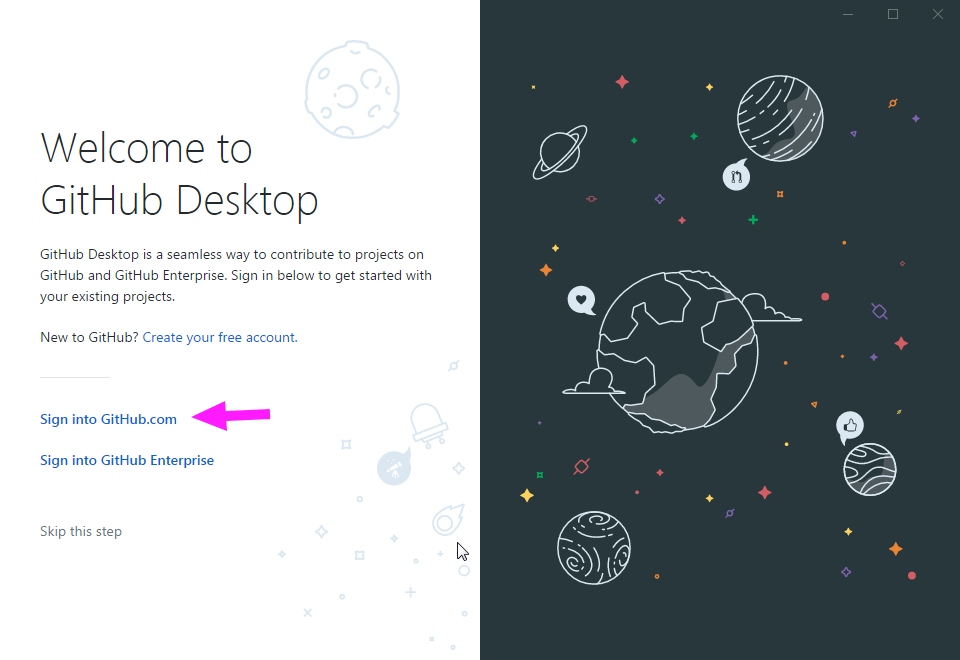 Welcome to
GitHub Desktop
GitHub Desktop is a seamless way to contribute to projects on
GitHub and GitHub Enterprise. Sign in below to get started with
your existing projects.
New to GitHub? Create your free account.
Sign into GitHub.com
Sign into GitHub Enterprise
Skip this step